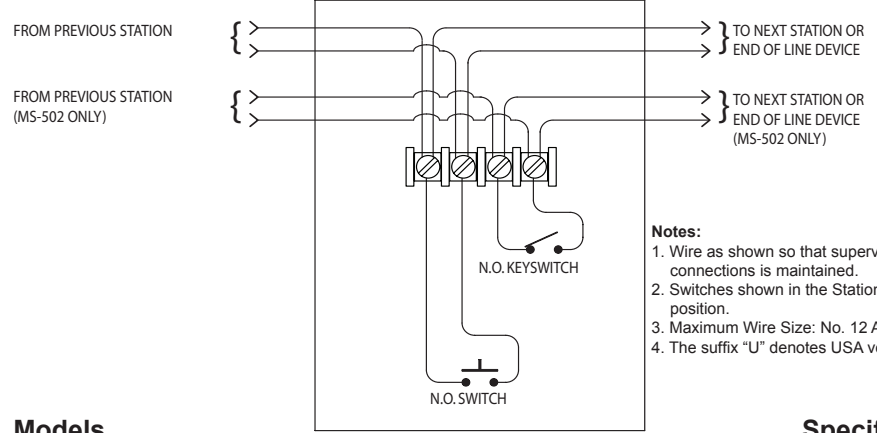 FROM PREVIOUS STATION
TO NEXT STATION OR
END OF LINE DEVICE
FROM PREVIOUS STATION
(MS-502 ONLY)
TO NEXT STATION OR
END OF LINE DEVICE
(MS-502 ONLY)
N.O. KEYSWITCH
N.O. SWITCH
Notes:
1. Wire as shown so that
connections is maintained.
2. Switches shown in the Station
position.
3. Maximum Wire Size: No. 12
4. The suffix “U” denotes USA
Models